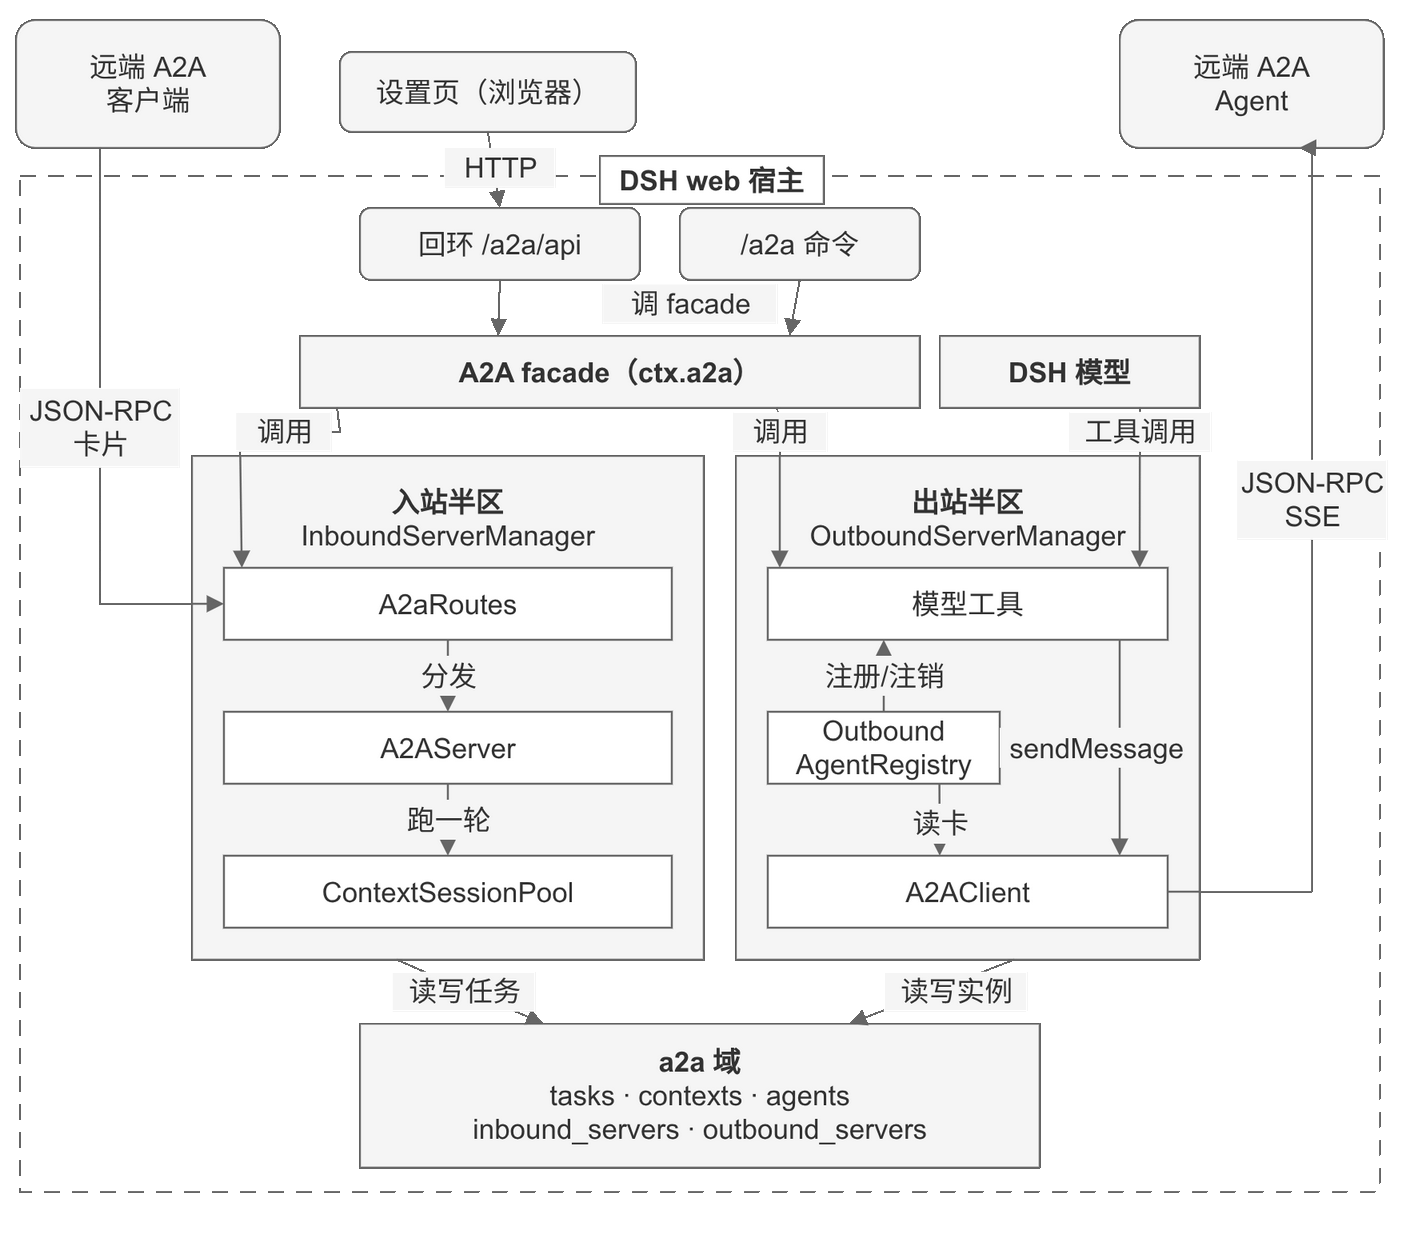 远端 A2A
客户端
设置页（浏览器）
远端 A2A
Agent
HTTP
DSH web 宿主
回环 /a2a/api
/a2a 命令
调 facade
A2A facade（ctx.a2a）
DSH 模型
JSON-RPC
卡片
调用
调用
工具调用
JSON-RPC
SSE
入站半区
InboundServerManager
A2aRoutes
分发
A2AServer
跑一轮
ContextSessionPool
出站半区
OutboundServerManager
模型工具
注册/注销
Outbound
AgentRegistry
sendMessage
读卡
A2AClient
读写任务
读写实例
a2a 域
tasks · contexts · agents
inbound_servers · outbound_servers